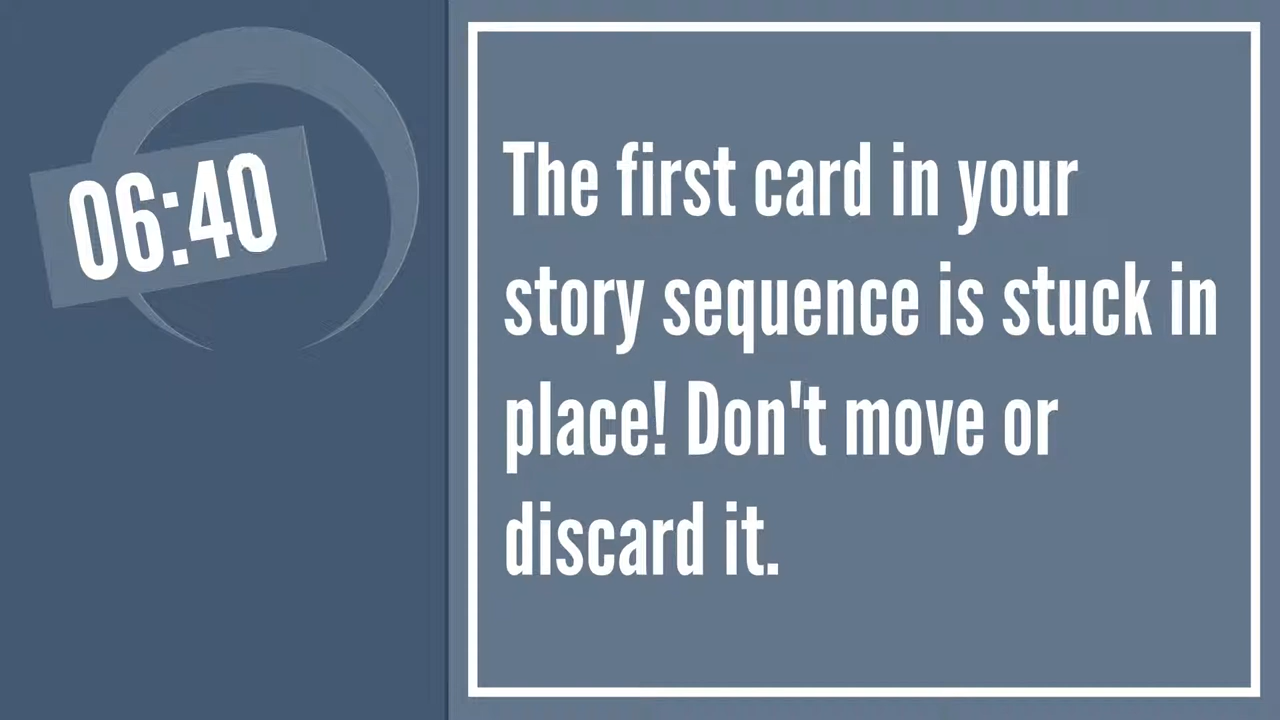 06:40
The first card in your
story sequence is stuck in
place! Don't move or
discard it.